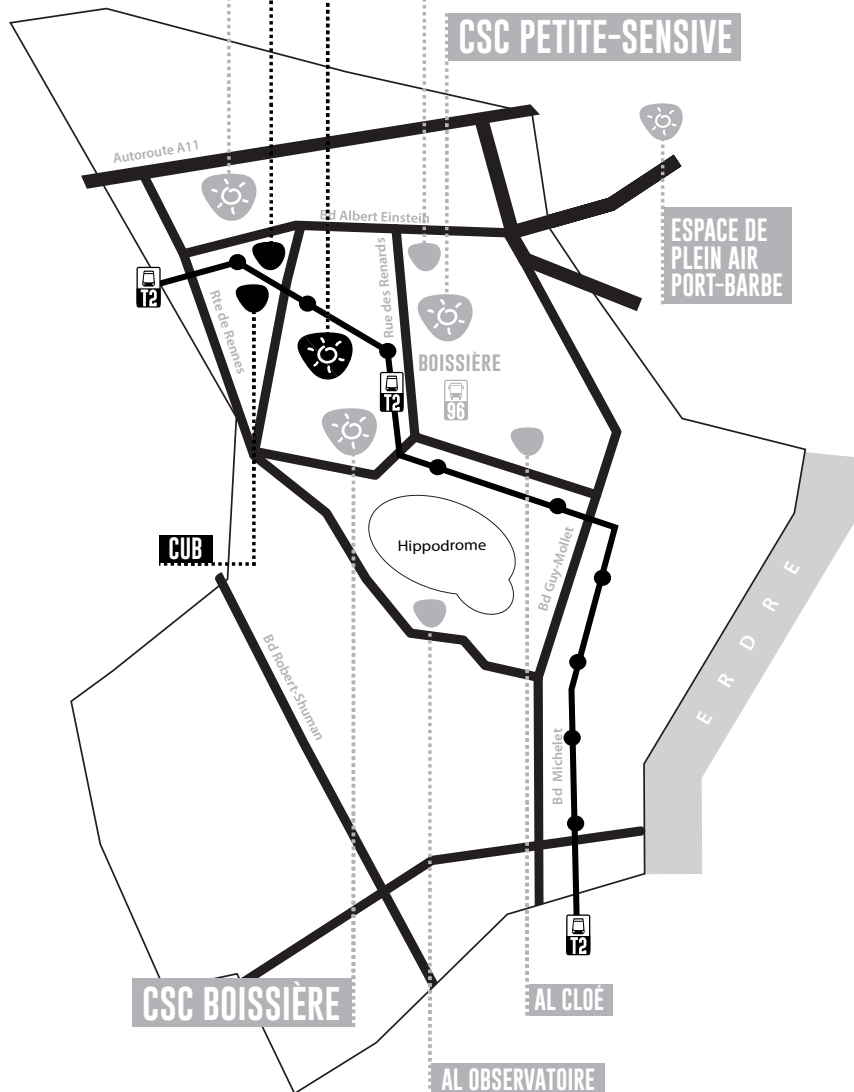 CSC PETITE-SENSIVE
Autoroute A11
Bd Albert Einstein
ESPACE DE
PLEIN AIR
PORT-BARBE
T2
Rte de Rennes
Rue des Renards
BOISSIÈRE
T2
96
CUB
Hippodrome
Bd Guy-Mollet
ERDRE
Bd Robert-Shuman
Bd Michelet
T2
CSC BOISSIÈRE
AL CLOÉ
AL OBSERVATOIRE